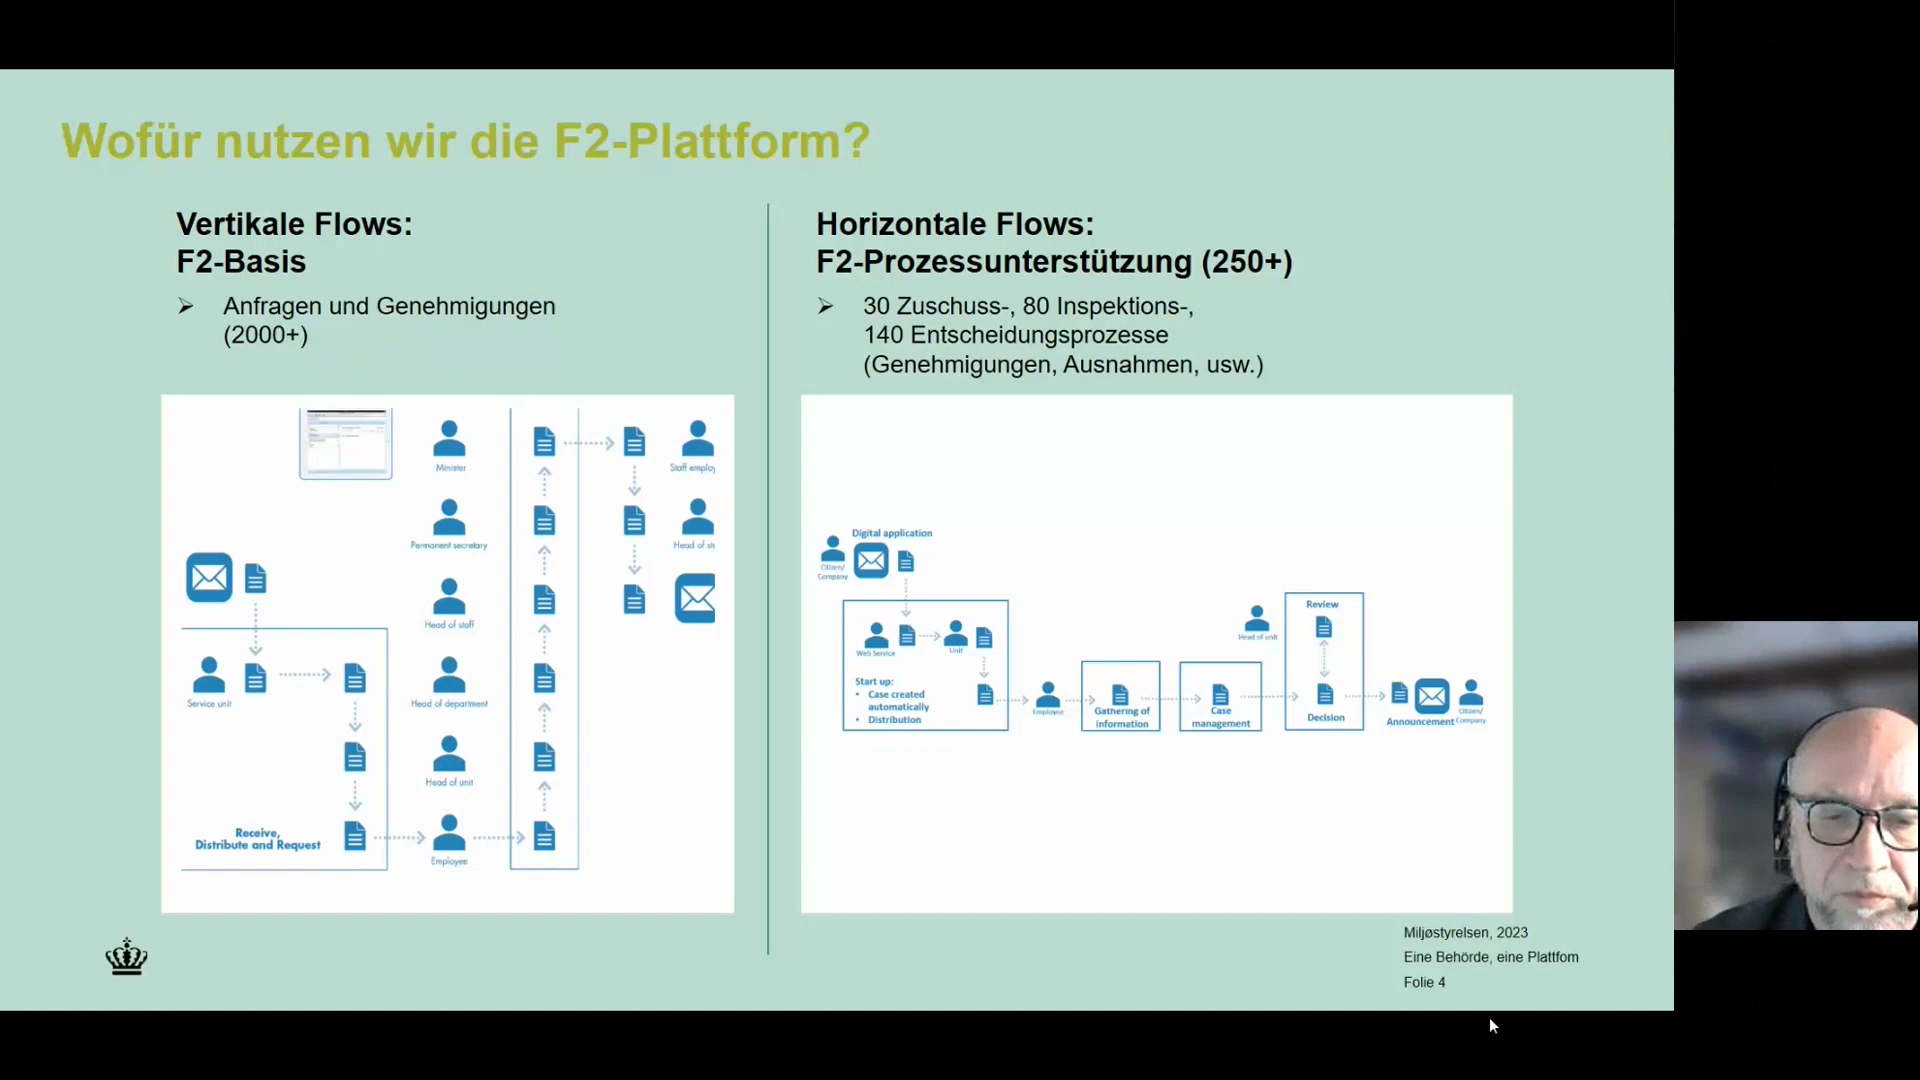 Wofür nutzen wir die F2-Plattform?
Vertikale Flows:
F2-Basis
Anfragen und Genehmigungen
(2000+)
Minister
Staff employ
Permanent secretary
Head of st
Head of staff
Service unit
Head of department
Head of unit
Receive,
Distribute and Request
Employee
Horizontale Flows:
F2-Prozessunterstützung (250+)
30 Zuschuss-, 80 Inspektions-,
140 Entscheidungsprozesse
(Genehmigungen, Ausnahmen, usw.)
Digital application
Citizen/
Company
Web Service
Unit
Start up:
• Case created
automatically
• Distribution
Employee
Gathering of
information
Case
management
Head of unit
Review
Decision
Announcement
Citizen/
Company
Miljøstyrelsen, 2023
Eine Behörde, eine Plattfom
Folie 4